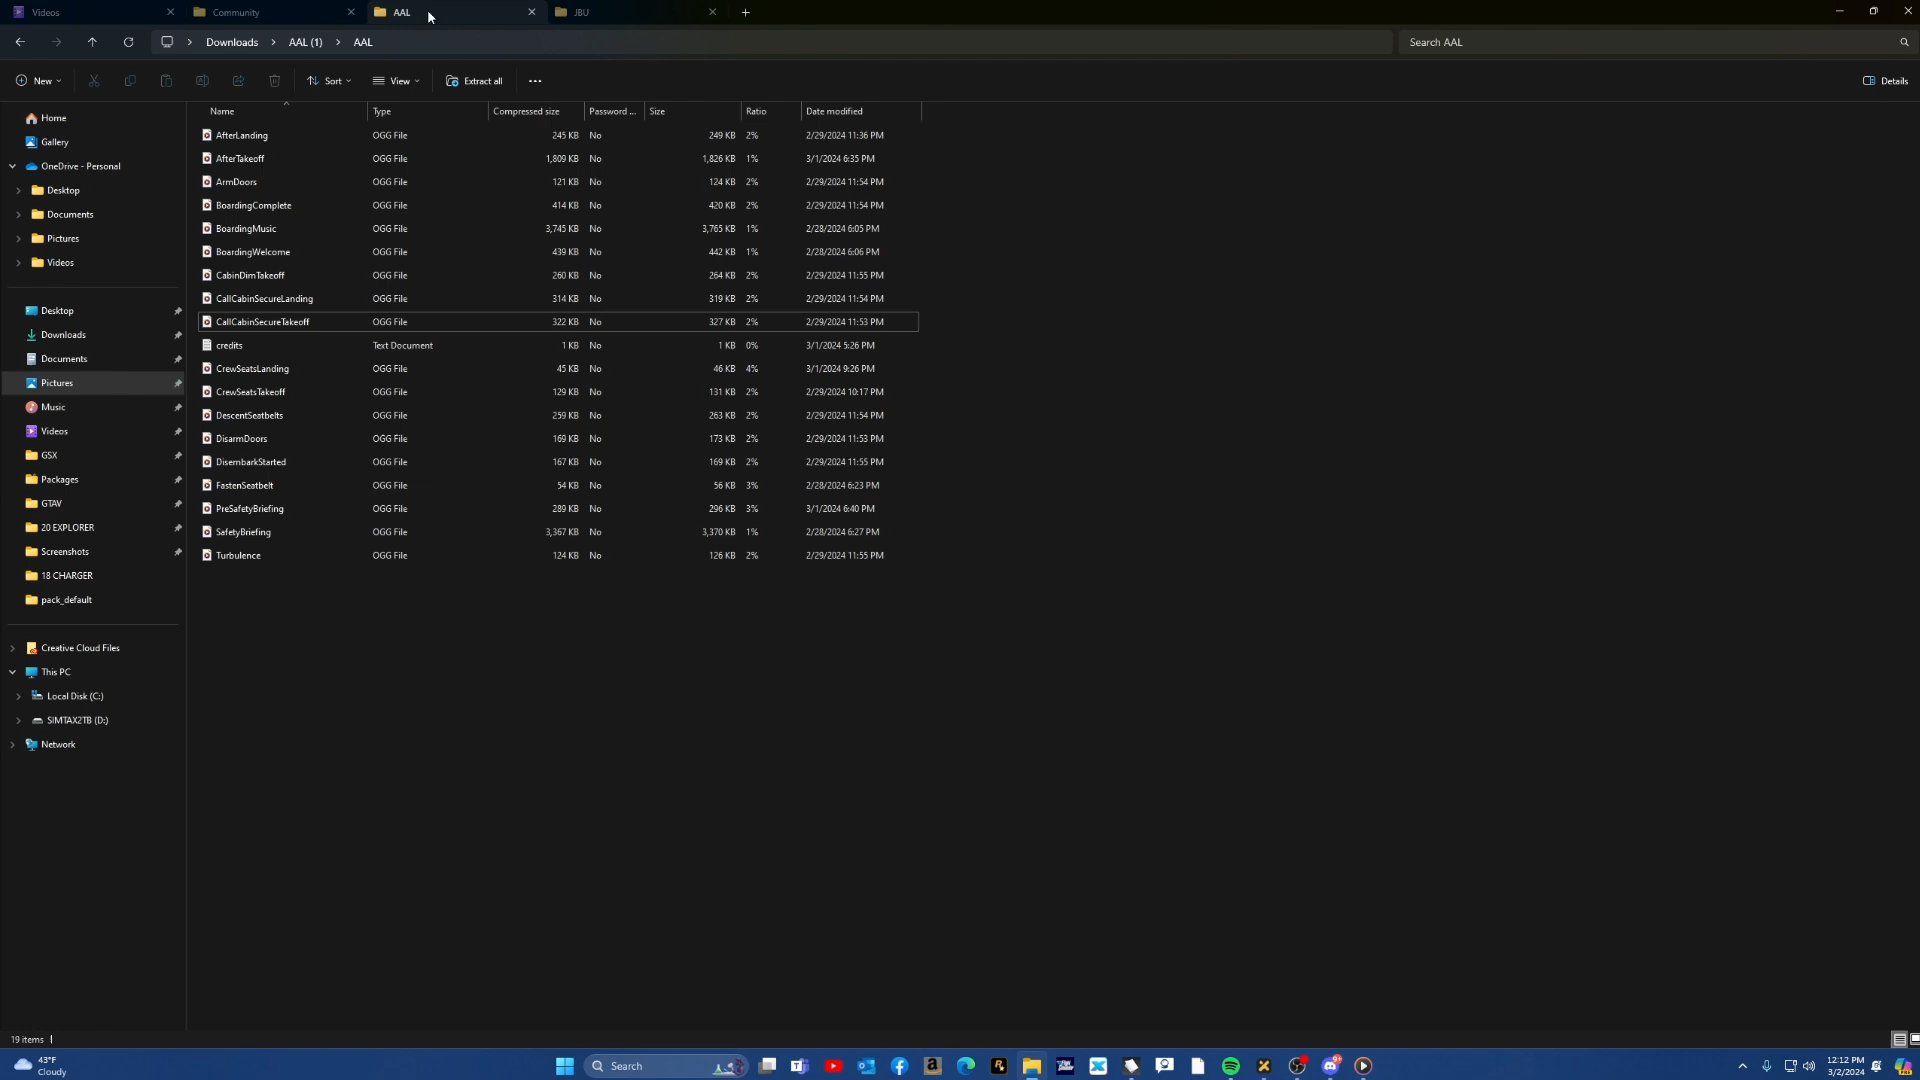 Videos Community AAL JBU
Downloads > AAL (1) > AAL Search AAL
New Sort View Extract all Details
Name Type Compressed size Password ... Size Ratio Date modified
AfterLanding OGG File 245 KB No 249 KB 2% 2/29/2024 11:36 PM
AfterTakeoff OGG File 1,809 KB No 1,826 KB 1% 3/1/2024 6:35 PM
ArmDoors OGG File 121 KB No 124 KB 2% 2/29/2024 11:54 PM
BoardingComplete OGG File 414 KB No 420 KB 2% 2/29/2024 11:54 PM
BoardingMusic OGG File 3,745 KB No 3,765 KB 1% 2/28/2024 6:05 PM
BoardingWelcome OGG File 439 KB No 442 KB 1% 2/28/2024 6:06 PM
CabinDimTakeoff OGG File 260 KB No 264 KB 2% 2/29/2024 11:55 PM
CallCabinSecureLanding OGG File 314 KB No 319 KB 2% 2/29/2024 11:54 PM
CallCabinSecureTakeoff OGG File 322 KB No 327 KB 2% 2/29/2024 11:53 PM
credits Text Document 1 KB No 1 KB 0% 3/1/2024 5:26 PM
CrewSeatsLanding OGG File 45 KB No 46 KB 4% 3/1/2024 9:26 PM
CrewSeatsTakeoff OGG File 129 KB No 131 KB 2% 2/29/2024 10:17 PM
DescentSeatbelts OGG File 259 KB No 263 KB 2% 2/29/2024 11:54 PM
DisarmDoors OGG File 169 KB No 173 KB 2% 2/29/2024 11:53 PM
DisembarkStarted OGG File 167 KB No 169 KB 2% 2/29/2024 11:55 PM
FastenSeatbelt OGG File 54 KB No 56 KB 3% 2/28/2024 6:23 PM
PreSafetyBriefing OGG File 289 KB No 296 KB 3% 3/1/2024 6:40 PM
SafetyBriefing OGG File 3,367 KB No 3,370 KB 1% 2/28/2024 6:27 PM
Turbulence OGG File 124 KB No 126 KB 2% 2/29/2024 11:55 PM
Home
Gallery
OneDrive - Personal
Desktop
Documents
Pictures
Videos
Desktop
Downloads
Documents
Pictures
Music
Videos
GSX
Packages
GTAV
20 EXPLORER
Screenshots
18 CHARGER
pack_default
Creative Cloud Files
This PC
Local Disk (C:)
SIMTAX2TB (D:)
Network
19 items
43°F
Cloudy
Search
12:12 PM
3/2/2024